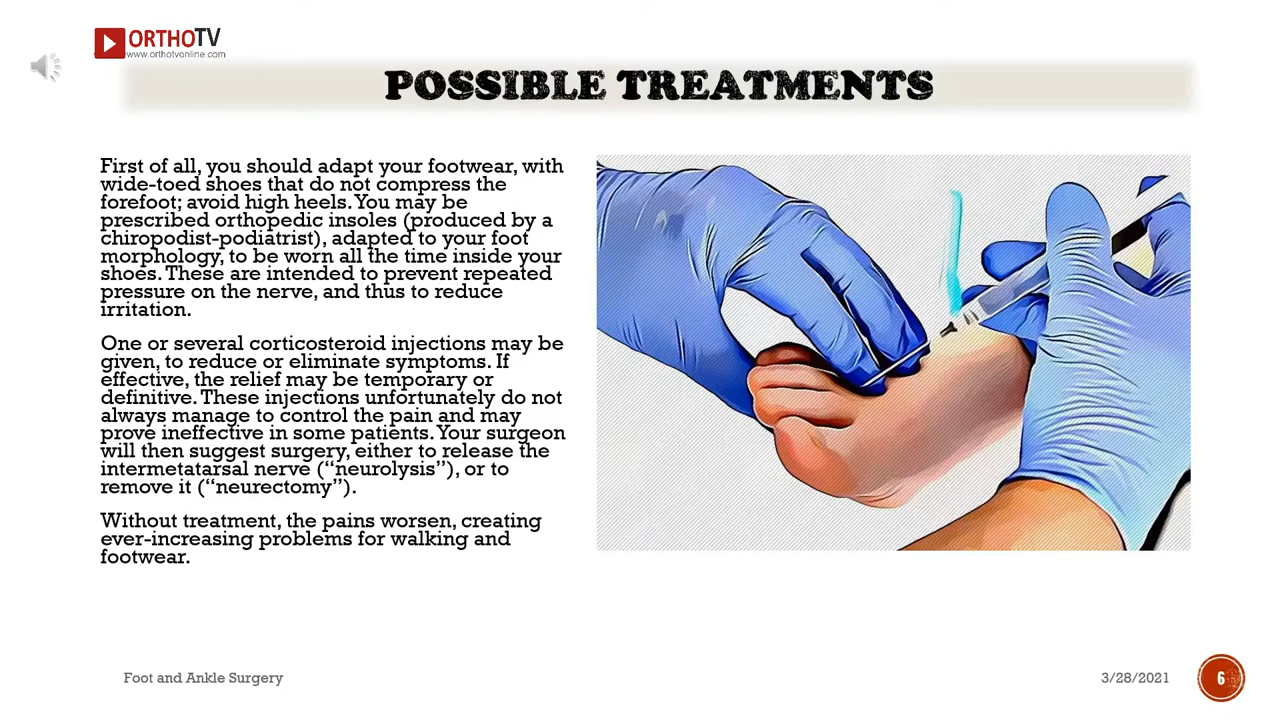 ORTHOTV
www.orthotvonline.com
POSSIBLE TREATMENTS
First of all, you should adapt your footwear, with
wide-toed shoes that do not compress the
forefoot; avoid high heels. You may be
prescribed orthopedic insoles (produced by a
chiropodist-podiatrist), adapted to your foot
morphology, to be worn all the time inside your
shoes. These are intended to prevent repeated
pressure on the nerve, and thus to reduce
irritation.
One or several corticosteroid injections may be
given, to reduce or eliminate symptoms. If
effective, the relief may be temporary or
definitive. These injections unfortunately do not
always manage to control the pain and may
prove ineffective in some patients. Your surgeon
will then suggest surgery, either to release the
intermetatarsal nerve (“neurolysis”), or to
remove it (“neurectomy”).
Without treatment, the pains worsen, creating
ever-increasing problems for walking and
footwear.
Foot and Ankle Surgery
3/28/2021
6